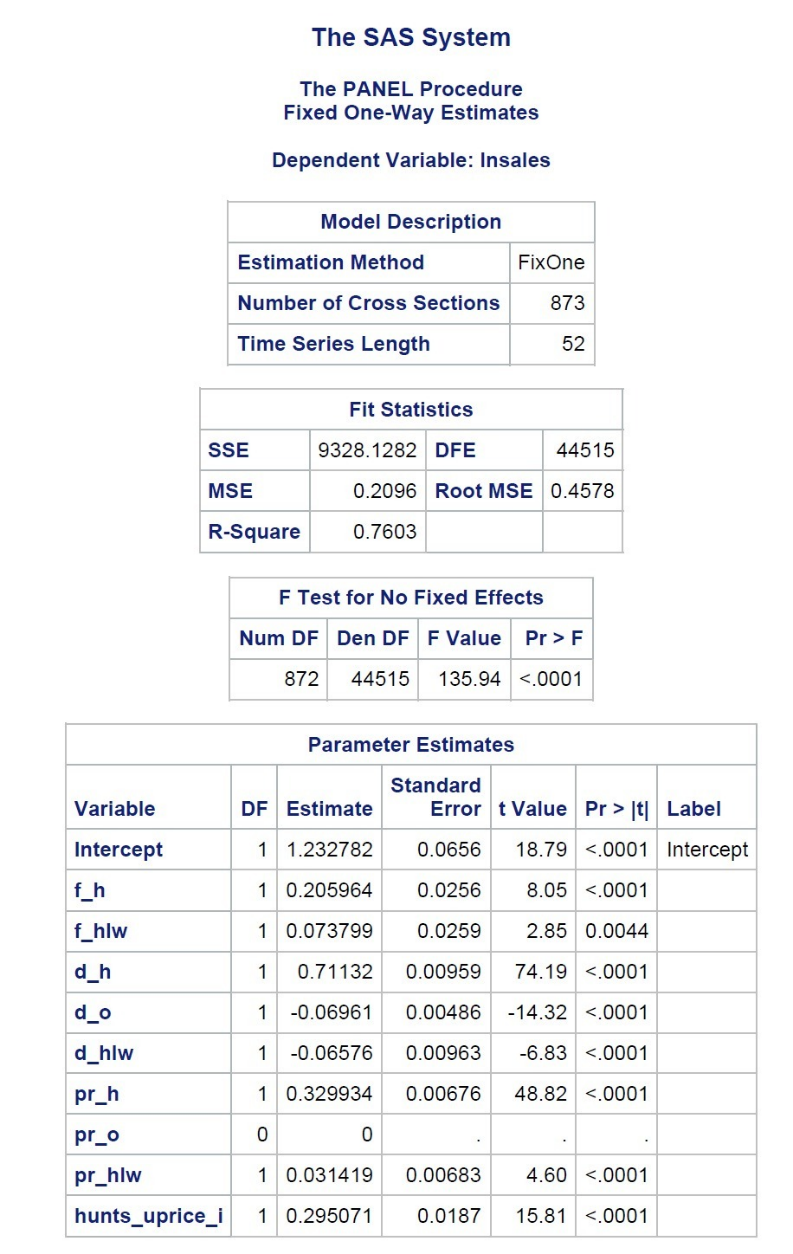 The SAS System
The PANEL Procedure
Fixed One-Way Estimates
Dependent Variable: lnsales
Model Description
Estimation Method FixOne
Number of Cross Sections 873
Time Series Length 52
Fit Statistics
SSE 9328.1282 DFE 44515
MSE 0.2096 Root MSE 0.4578
R-Square 0.7603
F Test for No Fixed Effects
Num DF Den DF F Value Pr > F
872 44515 135.94 <.0001
Parameter Estimates
Variable DF Estimate Standard Error t Value Pr > |t| Label
Intercept 1 1.232782 0.0656 18.79 <.0001 Intercept
f_h 1 0.205964 0.0256 8.05 <.0001
f_hlw 1 0.073799 0.0259 2.85 0.0044
d_h 1 0.71132 0.00959 74.19 <.0001
d_o 1 -0.06961 0.00486 -14.32 <.0001
d_hlw 1 -0.06576 0.00963 -6.83 <.0001
pr_h 1 0.329934 0.00676 48.82 <.0001
pr_o 0 0 . . .
pr_hlw 1 0.031419 0.00683 4.60 <.0001
hunts_uprice_i 1 0.295071 0.0187 15.81 <.0001